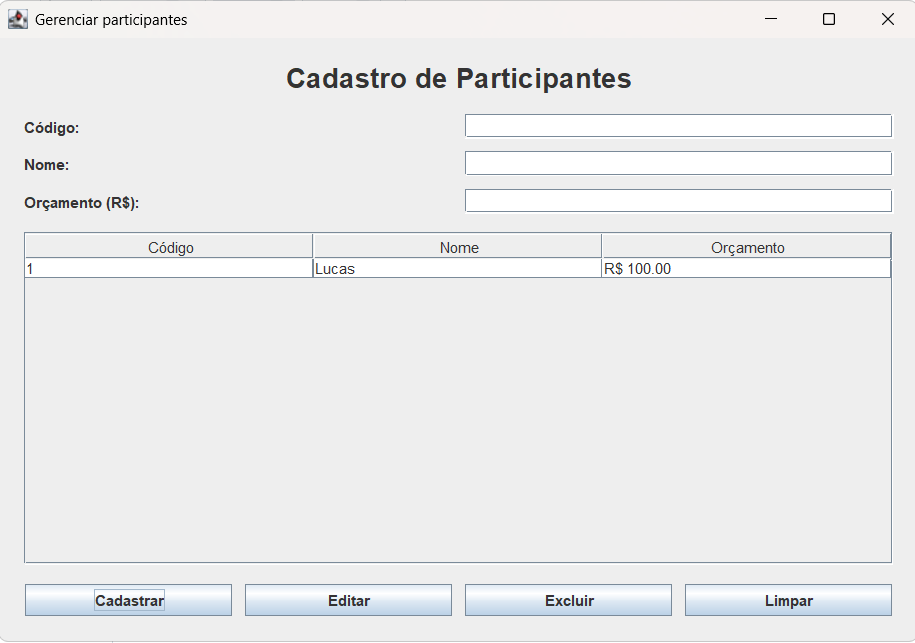 Gerenciar participantes
Cadastro de Participantes
Código:
Nome:
Orçamento (R$):
Código Nome Orçamento
1 Lucas R$ 100.00
Cadastrar Editar Excluir Limpar